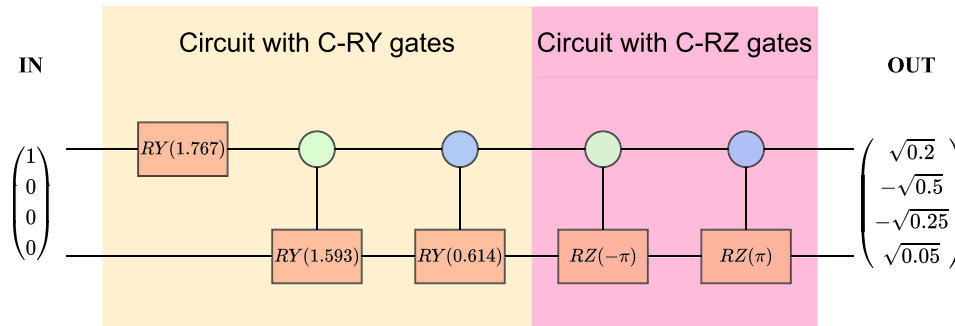 Circuit with C-RY gates
Circuit with C-RZ gates
IN
OUT
RY(1.767)
1
0
0
0
RY(1.593)
RY(0.614)
RZ(−π)
RZ(π)
√0.2
−√0.5
−√0.25
√0.05